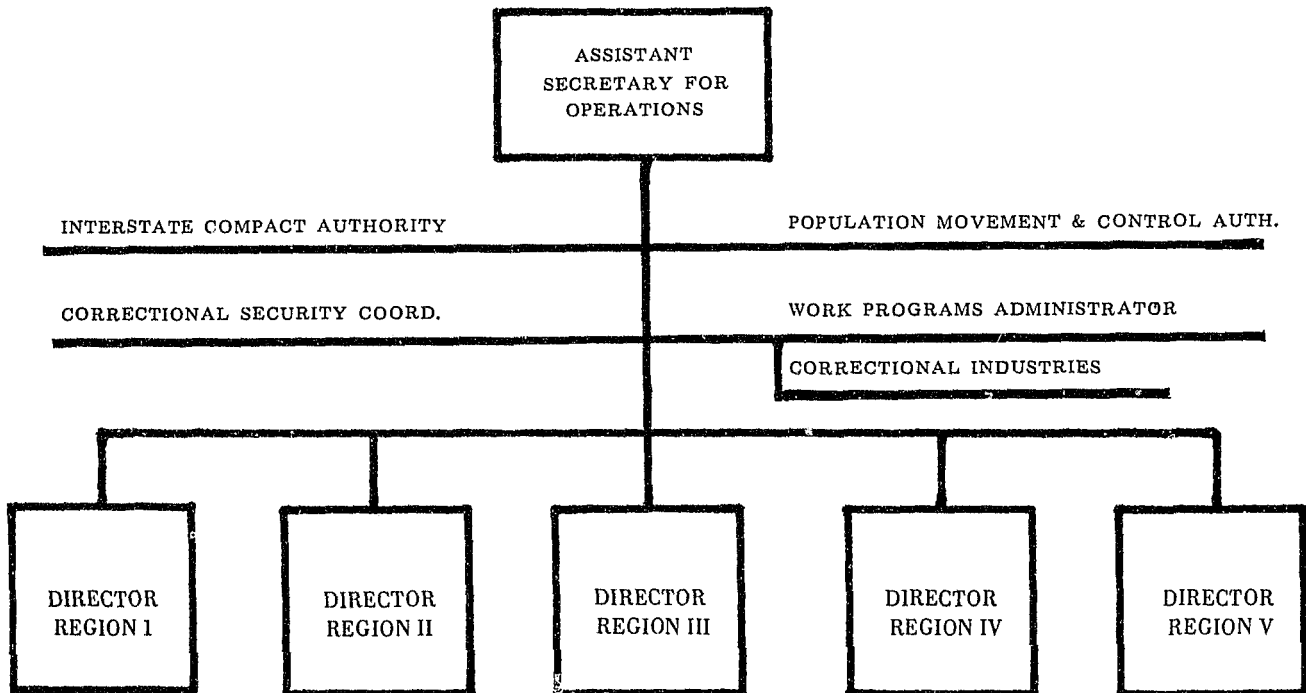 ASSISTANT
SECRETARY FOR
OPERATIONS
INTERSTATE COMPACT AUTHORITY
POPULATION MOVEMENT & CONTROL AUTH.
CORRECTIONAL SECURITY COORD.
WORK PROGRAMS ADMINISTRATOR
CORRECTIONAL INDUSTRIES
DIRECTOR
REGION 1
DIRECTOR
REGION II
DIRECTOR
REGION III
DIRECTOR
REGION IV
DIRECTOR
REGION V